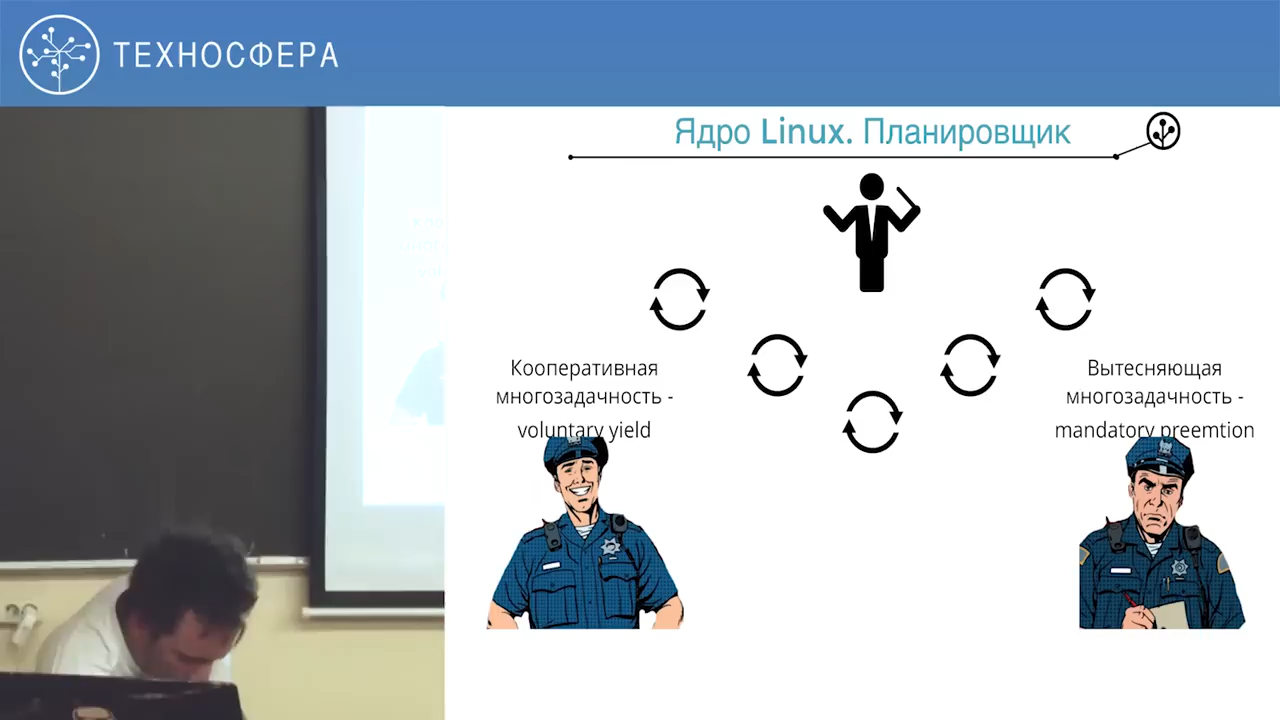 ТЕХНОСФЕРА
Ядро Linux. Планировщик
Кооперативная
многозадачность -
voluntary yield
Вытесняющая
многозадачность -
mandatory preemtion